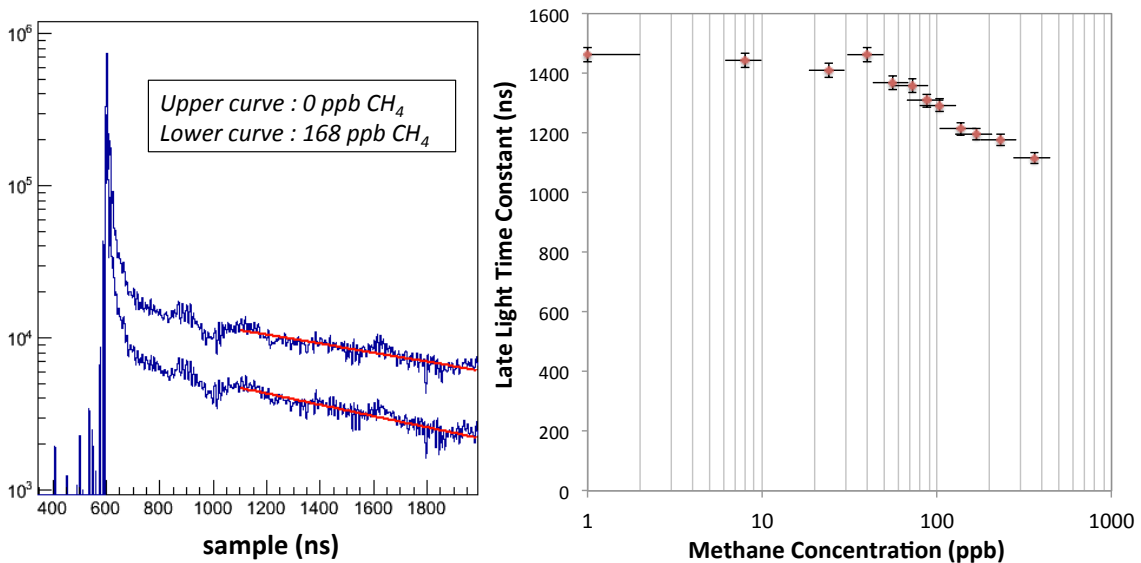 10⁶
10⁵
10⁴
10³
400 600 800 1000 1200 1400 1600 1800
sample (ns)
Upper curve : 0 ppb CH₄
Lower curve : 168 ppb CH₄
Late Light Time Constant (ns)
1600
1400
1200
1000
800
600
400
200
0
1 10 100 1000
Methane Concentration (ppb)